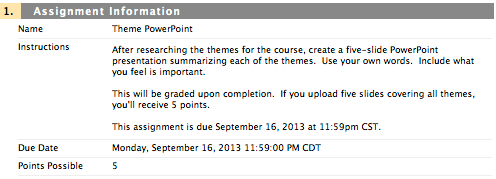 1. Assignment Information
Name Theme PowerPoint
Instructions After researching the themes for the course, create a five-slide PowerPoint
presentation summarizing each of the themes. Use your own words. Include what
you feel is important.
This will be graded upon completion. If you upload five slides covering all themes,
you'll receive 5 points.
This assignment is due September 16, 2013 at 11:59pm CST.
Due Date Monday, September 16, 2013 11:59:00 PM CDT
Points Possible 5